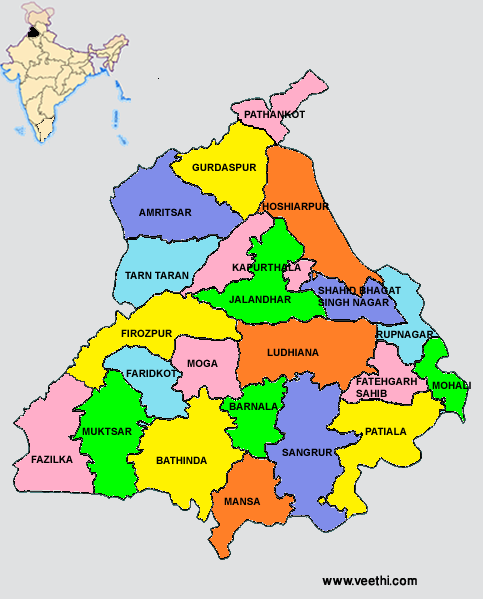 PATHANKOT
GURDASPUR
HOSHIARPUR
AMRITSAR
KAPURTHALA
TARN TARAN
SHAHID BHAGAT
SINGH NAGAR
JALANDHAR
FIROZPUR
RUPNAGAR
LUDHIANA
MOGA
FARIDKOT
FATEHGARH
SAHIB
MOHALI
BARNALA
MUKTSAR
PATIALA
SANGRUR
FAZILKA
BATHINDA
MANSA
www.veethi.com